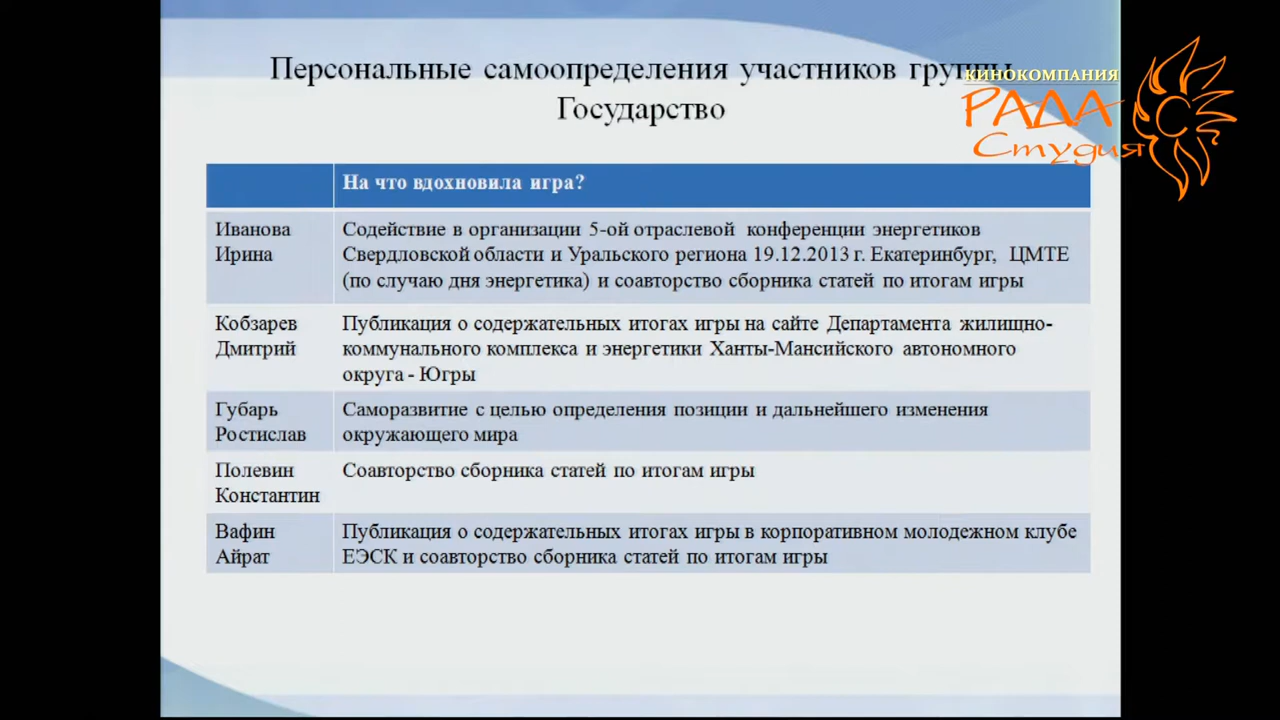 Персональные самоопределения участников группы
Государство
КИНОКОМПАНИЯ
РАДА
Студия
На что вдохновила игра?
Иванова
Ирина
Содействие в организации 5-ой отраслевой конференции энергетиков
Свердловской области и Уральского региона 19.12.2013 г. Екатеринбург, ЦМТЕ
(по случаю дня энергетика) и соавторство сборника статей по итогам игры
Кобзарев
Дмитрий
Публикация о содержательных итогах игры на сайте Департамента жилищно-
коммунального комплекса и энергетики Ханты-Мансийского автономного
округа - Югры
Губарь
Ростислав
Саморазвитие с целью определения позиции и дальнейшего изменения
окружающего мира
Полевин
Константин
Соавторство сборника статей по итогам игры
Вафин
Айрат
Публикация о содержательных итогах игры в корпоративном молодежном клубе
ЕЭСК и соавторство сборника статей по итогам игры